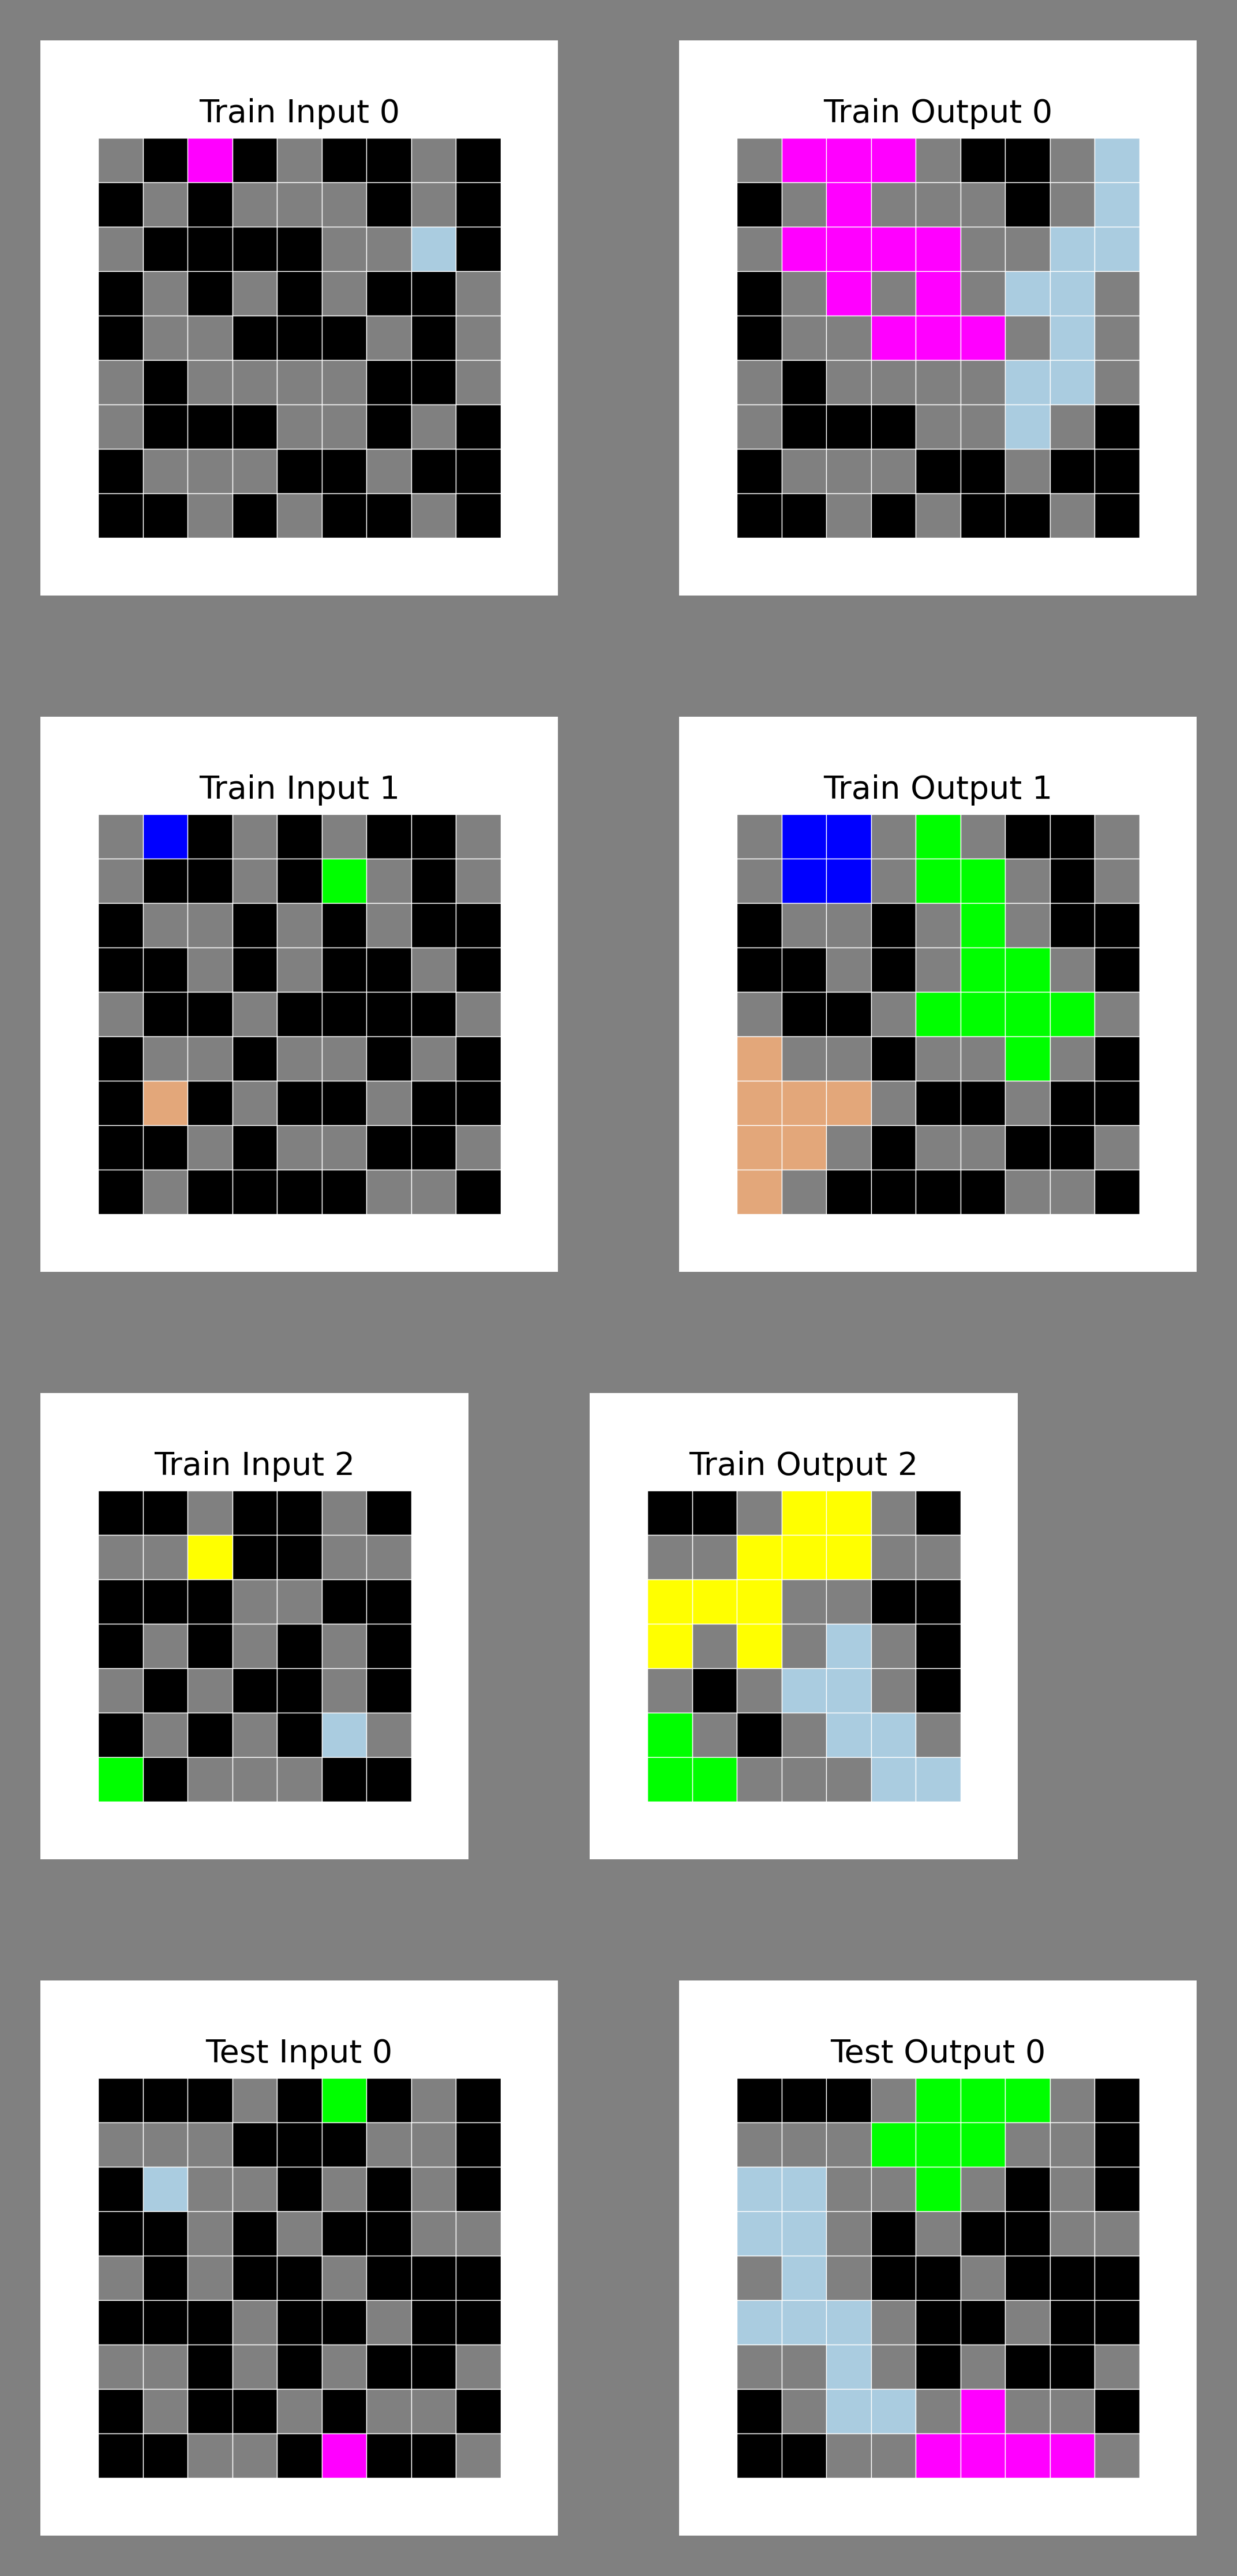 Train Input 0
Train Output 0
Train Input 1
Train Output 1
Train Input 2
Train Output 2
Test Input 0
Test Output 0